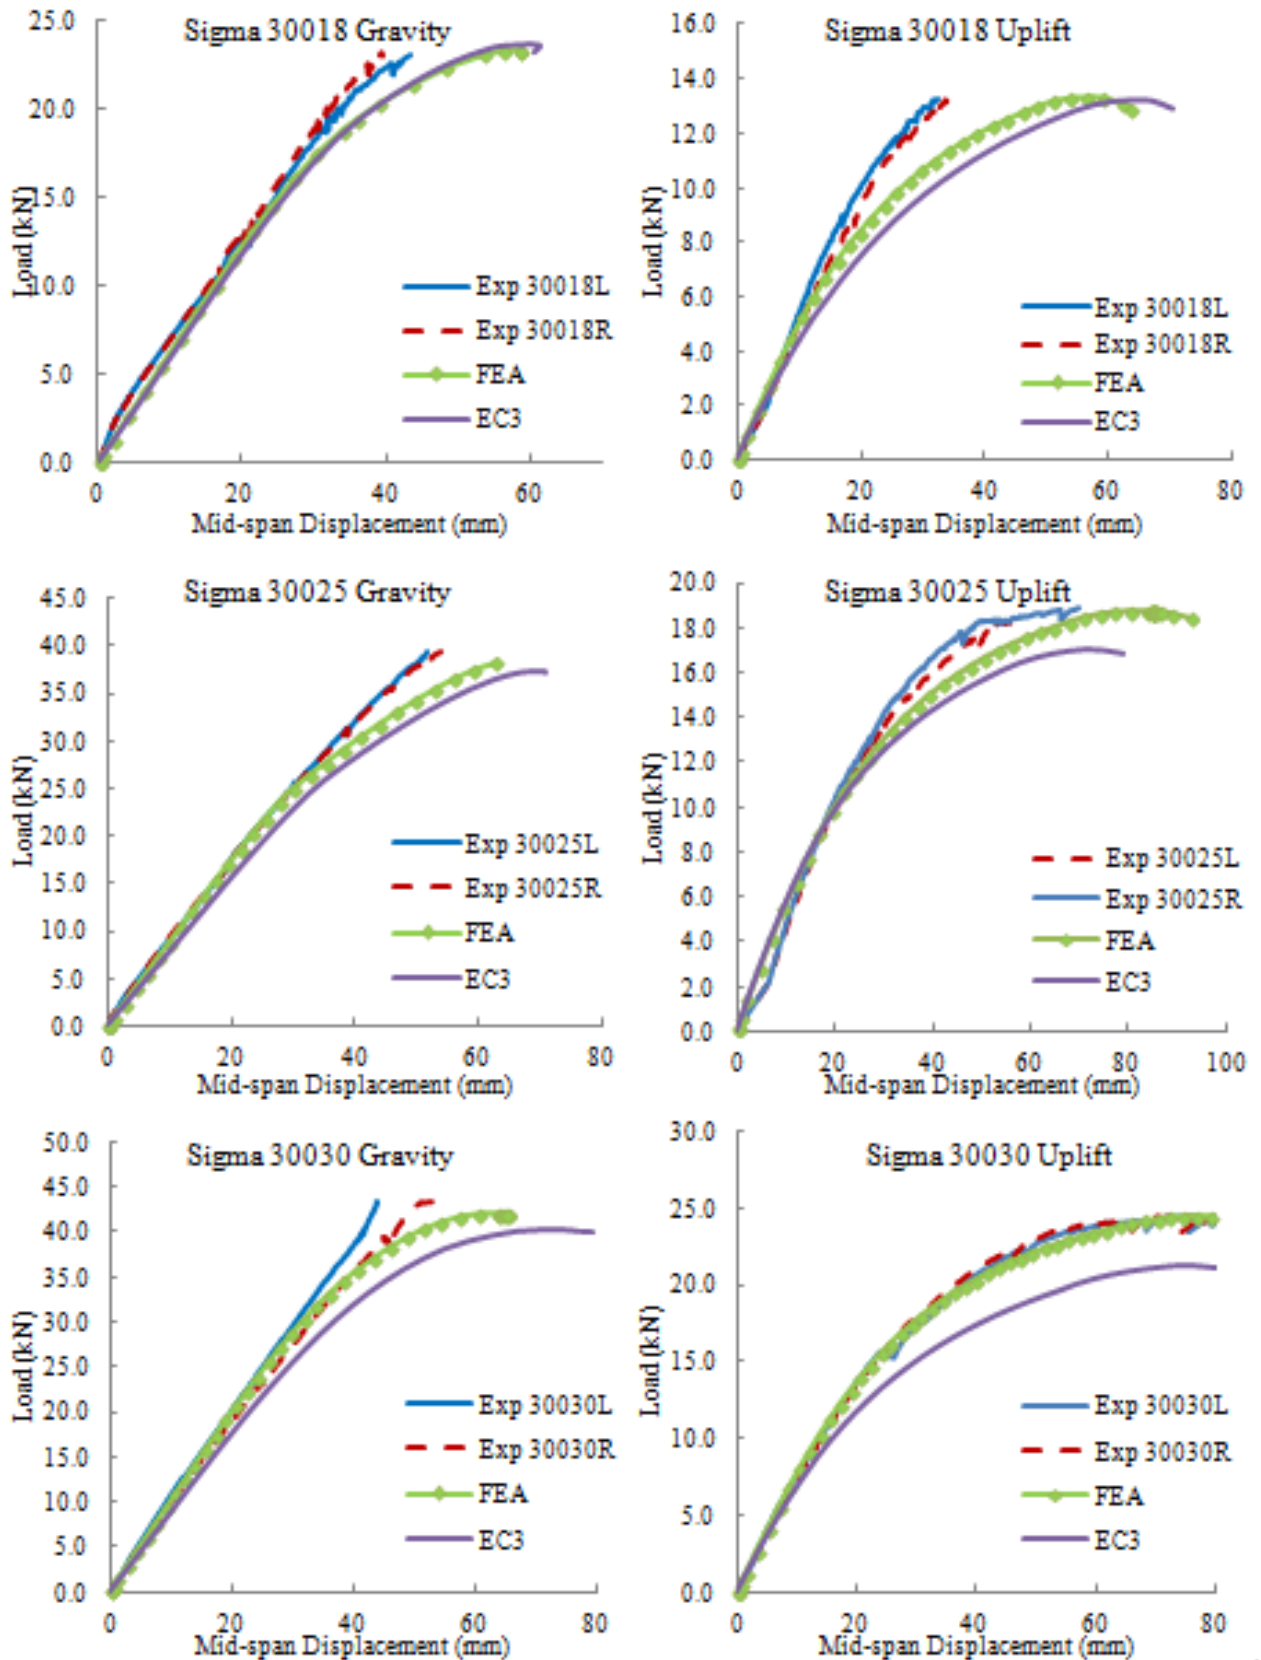 Sigma 30018 Gravity
25.0
20.0
15.0
10.0
5.0
0.0
Load (kN)
Exp 30018L
Exp 30018R
FEA
EC3
0 20 40 60
Mid-span Displacement (mm)
Sigma 30018 Uplift
16.0
14.0
12.0
10.0
8.0
6.0
4.0
2.0
0.0
Load (kN)
Exp 30018L
Exp 30018R
FEA
EC3
0 20 40 60 80
Mid-span Displacement (mm)
Sigma 30025 Gravity
45.0
40.0
35.0
30.0
25.0
20.0
15.0
10.0
5.0
0.0
Load (kN)
Exp 30025L
Exp 30025R
FEA
EC3
0 20 40 60 80
Mid-span Displacement (mm)
Sigma 30025 Uplift
20.0
18.0
16.0
14.0
12.0
10.0
8.0
6.0
4.0
2.0
0.0
Load (kN)
Exp 30025L
Exp 30025R
FEA
EC3
0 20 40 60 80 100
Mid-span Displacement (mm)
Sigma 30030 Gravity
50.0
45.0
40.0
35.0
30.0
25.0
20.0
15.0
10.0
5.0
0.0
Load (kN)
Exp 30030L
Exp 30030R
FEA
EC3
0 20 40 60 80
Mid-span Displacement (mm)
Sigma 30030 Uplift
30.0
25.0
20.0
15.0
10.0
5.0
0.0
Load (kN)
Exp 30030L
Exp 30030R
FEA
EC3
0 20 40 60 80
Mid-span Displacement (mm)